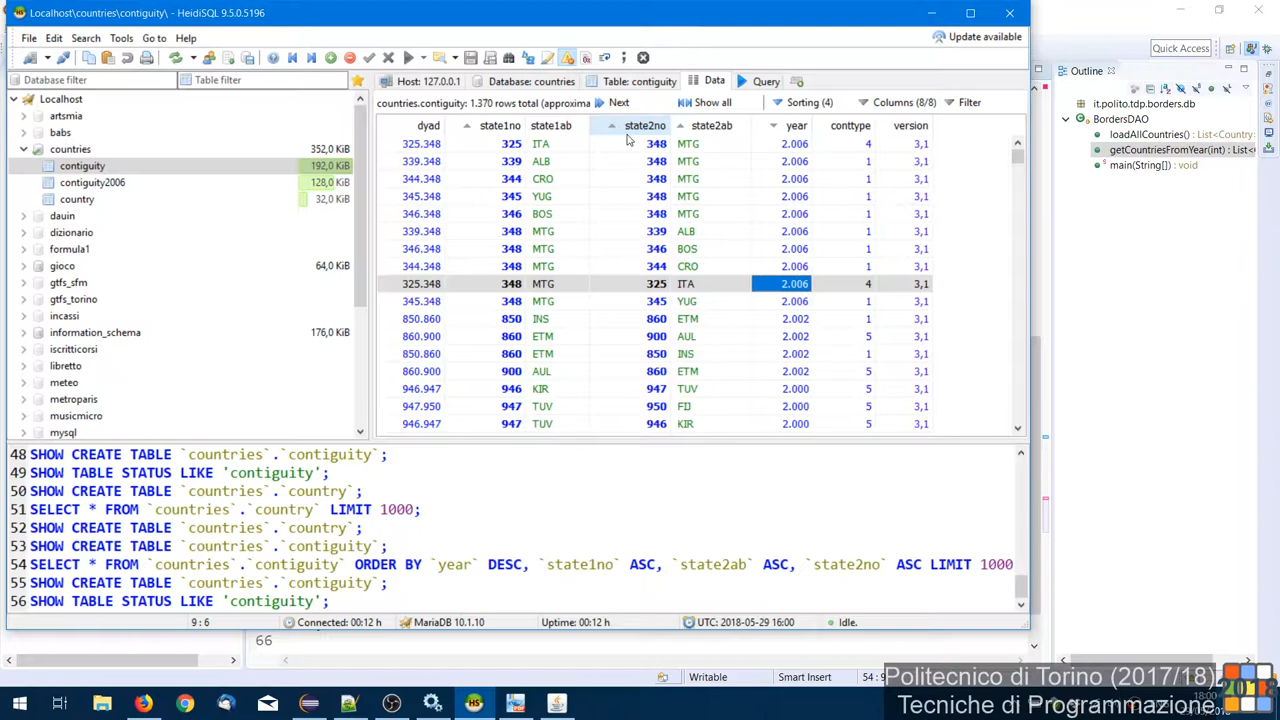 Localhost\countries\contiguity\ - HeidiSQL 9.5.0.5196
File Edit Search Tools Go to Help
Update available
Quick Access
Database filter
Table filter
Host: 127.0.0.1 Database: countries Table: contiguity Data Query
countries.contiguity: 1.370 rows total (approxima Next Show all Sorting (4) Columns (8/8) Filter
dyad state1no state1ab state2no state2ab year conttype version
325.348 325 ITA 348 MTG 2.006 4 3,1
339.348 339 ALB 348 MTG 2.006 1 3,1
344.348 344 CRO 348 MTG 2.006 1 3,1
345.348 345 YUG 348 MTG 2.006 1 3,1
346.348 346 BOS 348 MTG 2.006 1 3,1
339.348 348 MTG 339 ALB 2.006 1 3,1
346.348 348 MTG 346 BOS 2.006 1 3,1
344.348 348 MTG 344 CRO 2.006 1 3,1
325.348 348 MTG 325 ITA 2.006 4 3,1
345.348 348 MTG 345 YUG 2.006 1 3,1
850.860 850 INS 860 ETM 2.002 1 3,1
860.900 860 ETM 900 AUL 2.002 5 3,1
850.860 860 ETM 850 INS 2.002 1 3,1
860.900 900 AUL 860 ETM 2.002 5 3,1
946.947 946 KIR 947 TUV 2.000 5 3,1
947.950 947 TUV 950 FIJ 2.000 5 3,1
946.947 947 TUV 946 KIR 2.000 5 3,1
Localhost
artsmia
babs
countries 352,0 KiB
contiguity 192,0 KiB
contiguity2006 128,0 KiB
country 32,0 KiB
dauin
dizionario
formula1
gioco 64,0 KiB
gtfs_sfm
gtfs_torino
incassi
information_schema 176,0 KiB
iscritticorsi
libretto
meteo
metroparis
musicmicro
mysql
Outline
it.polito.tdp.borders.db
BordersDAO
loadAllCountries() : List<Country
getCountriesFromYear(int) : List<
main(String[]) : void
48 SHOW CREATE TABLE `countries`.`contiguity`;
49 SHOW TABLE STATUS LIKE 'contiguity';
50 SHOW CREATE TABLE `countries`.`country`;
51 SELECT * FROM `countries`.`country` LIMIT 1000;
52 SHOW CREATE TABLE `countries`.`country`;
53 SHOW CREATE TABLE `countries`.`contiguity`;
54 SELECT * FROM `countries`.`contiguity` ORDER BY `year` DESC, `state1no` ASC, `state2ab` ASC, `state2no` ASC LIMIT 1000
55 SHOW CREATE TABLE `countries`.`contiguity`;
56 SHOW TABLE STATUS LIKE 'contiguity';
9 : 6 Connected: 00:12 h MariaDB 10.1.10 Uptime: 00:12 h UTC: 2018-05-29 16:00 Idle.
66
Writable Smart Insert 54 : 9
Politecnico di Torino (2017/18)
Tecniche di Programmazione
18:00
2018